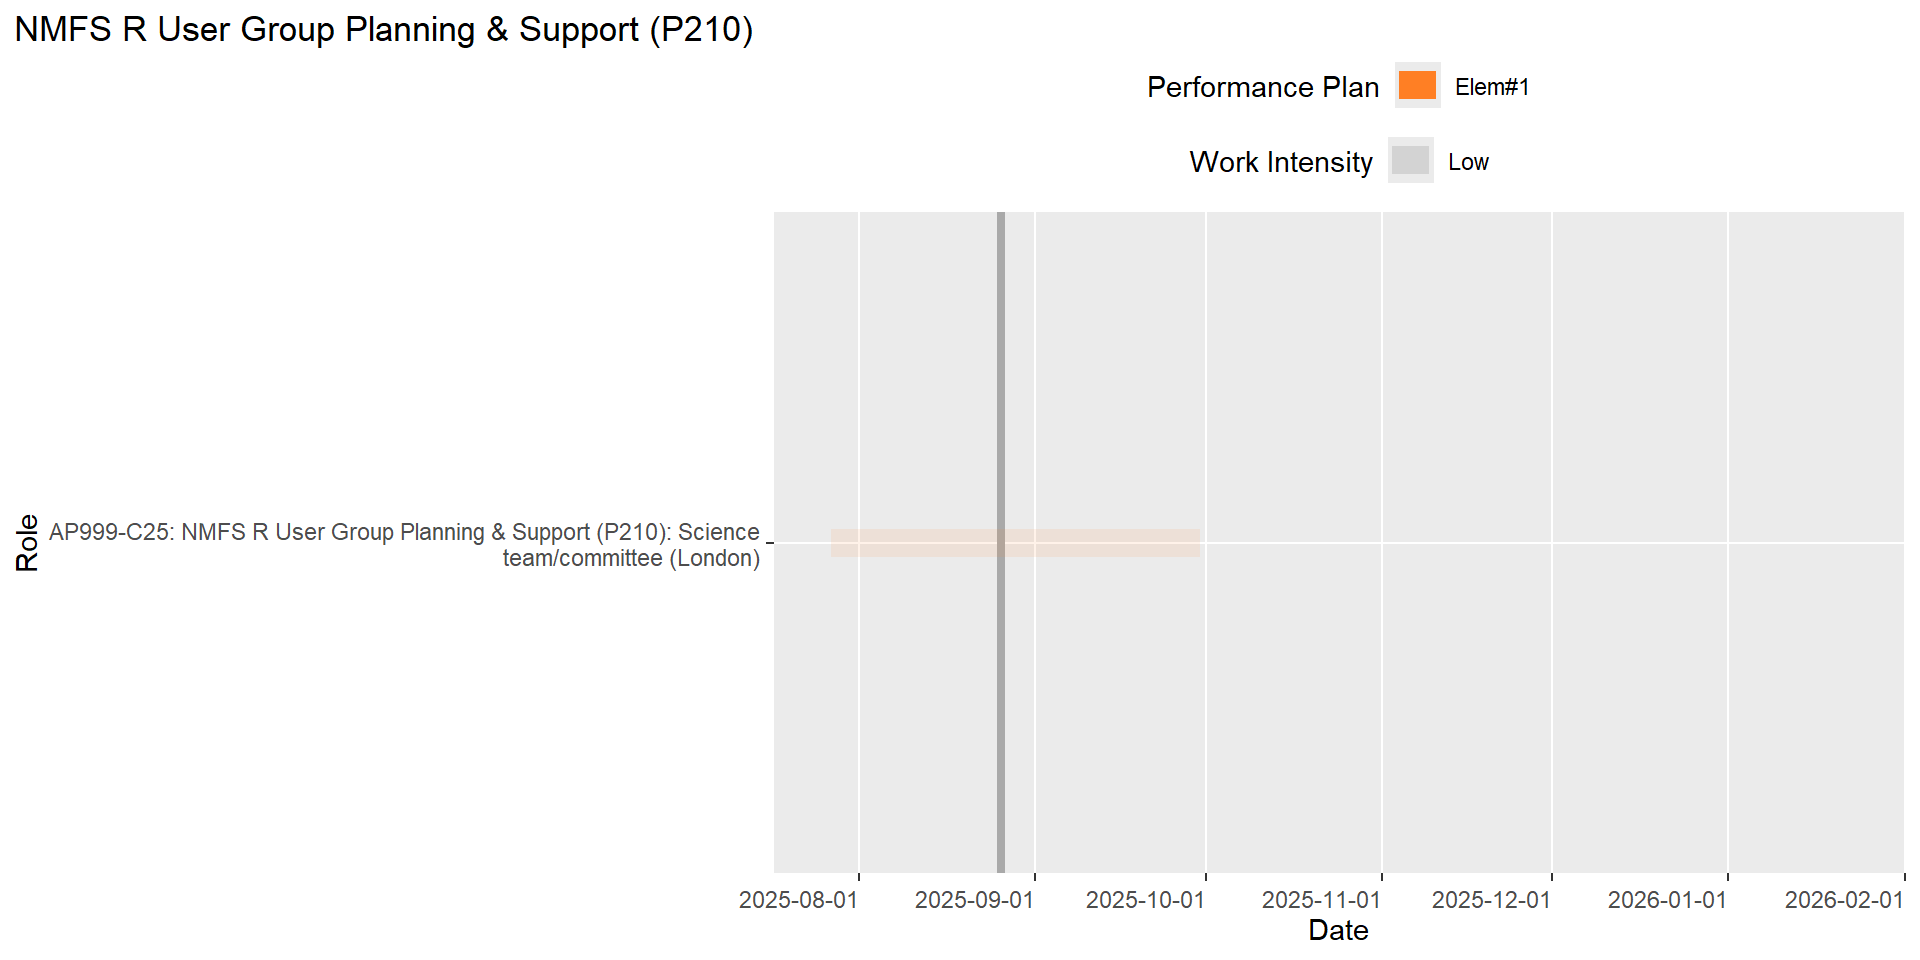 NMFS R User Group Planning & Support (P210)
Performance Plan
Elem#1
Work Intensity
Low
Role
AP999-C25: NMFS R User Group Planning & Support (P210): Science
team/committee (London)
2025-08-01
2025-09-01
2025-10-01
2025-11-01
2025-12-01
2026-01-01
2026-02-01
Date